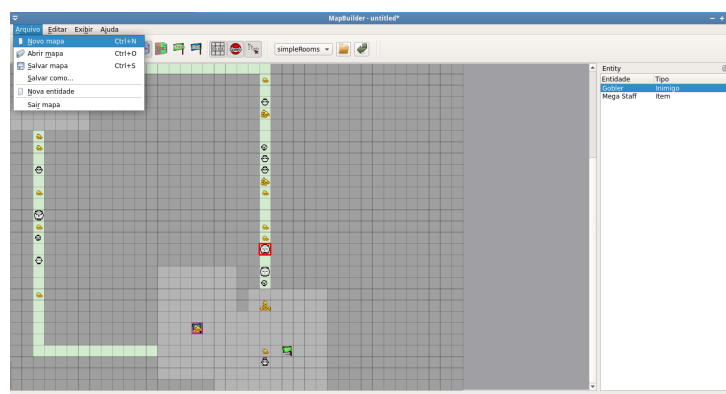 MapBuilder - untitled*
Arquivo Editar Exibir Ajuda
Novo mapa Ctrl+N
Abrir mapa Ctrl+O
Salvar mapa Ctrl+S
Salvar como...
Nova entidade
Sair mapa
simpleRooms
Entity
Entidade Tipo
Gobler Inimigo
Mega Staff Item